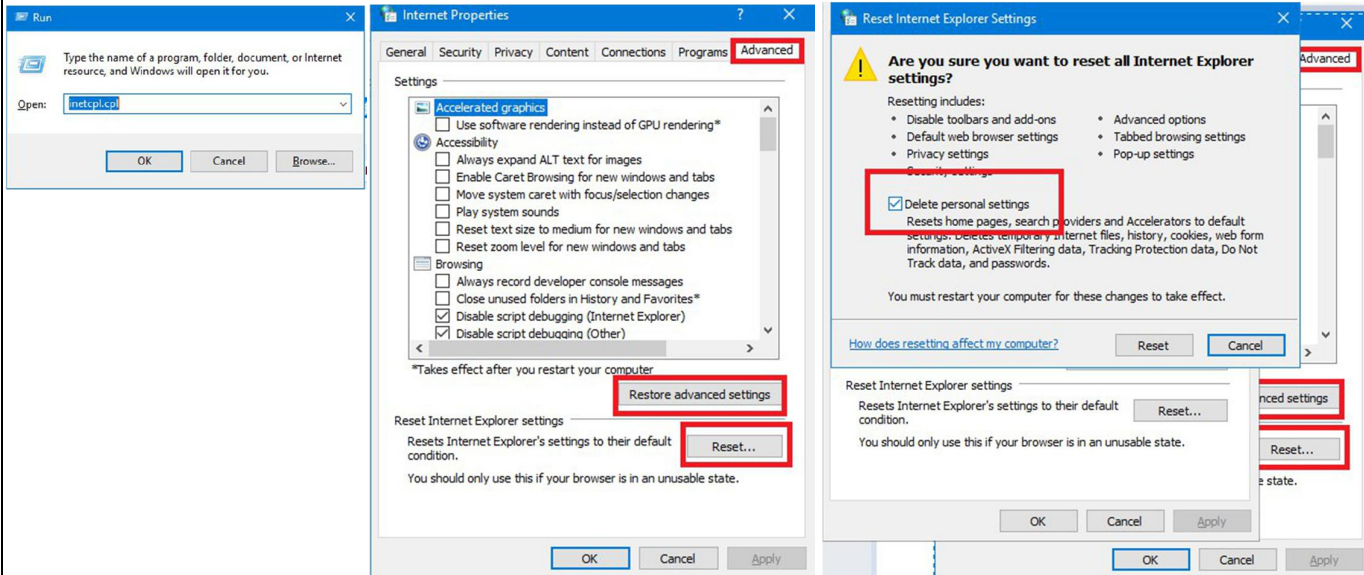 Run
Type the name of a program, folder, document, or Internet
resource, and Windows will open it for you.
Open: inetcpl.cpl
OK Cancel Browse...
Internet Properties
General Security Privacy Content Connections Programs Advanced
Settings
Accelerated graphics
Use software rendering instead of GPU rendering*
Accessibility
Always expand ALT text for images
Enable Caret Browsing for new windows and tabs
Move system caret with focus/selection changes
Play system sounds
Reset text size to medium for new windows and tabs
Reset zoom level for new windows and tabs
Browsing
Always record developer console messages
Close unused folders in History and Favorites*
Disable script debugging (Internet Explorer)
Disable script debugging (Other)
*Takes effect after you restart your computer
Restore advanced settings
Reset Internet Explorer settings
Resets Internet Explorer's settings to their default
condition.
Reset...
You should only use this if your browser is in an unusable state.
OK Cancel Apply
Reset Internet Explorer Settings
Are you sure you want to reset all Internet Explorer
settings?
Resetting includes:
• Disable toolbars and add-ons
• Default web browser settings
• Privacy settings
Security settings
• Advanced options
• Tabbed browsing settings
• Pop-up settings
Delete personal settings
Resets home pages, search providers and Accelerators to default
settings. Deletes temporary Internet files, history, cookies, web form
information, ActiveX Filtering data, Tracking Protection data, Do Not
Track data, and passwords.
You must restart your computer for these changes to take effect.
How does resetting affect my computer?
Reset Cancel
Reset Internet Explorer settings
Resets Internet Explorer's settings to their default
condition.
Reset...
You should only use this if your browser is in an unusable state.
OK Cancel Apply
Advanced
nced settings
Reset...
e state.
OK Cancel Apply